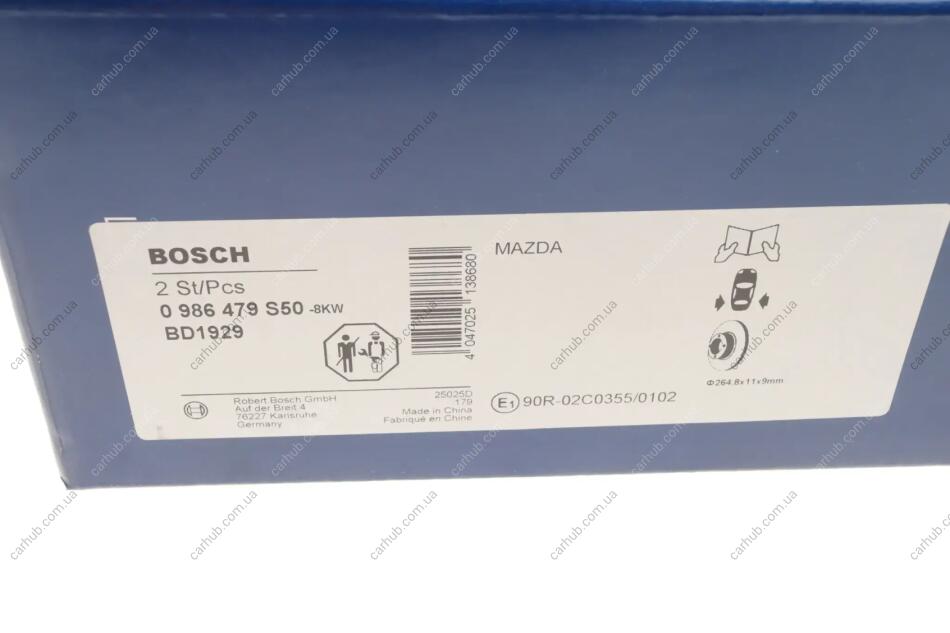 BOSCH
2 St/Pcs
0 986 479 S50 -8KW
BD1929
Robert Bosch GmbH
Auf der Breit 4
76227 Karlsruhe
Germany
25025D
179
Made in China
Fabriqué en Chine
4 047025 138680
MAZDA
Φ264.8x11x9mm
E1 90R-02C0355/0102
carhub.com.ua